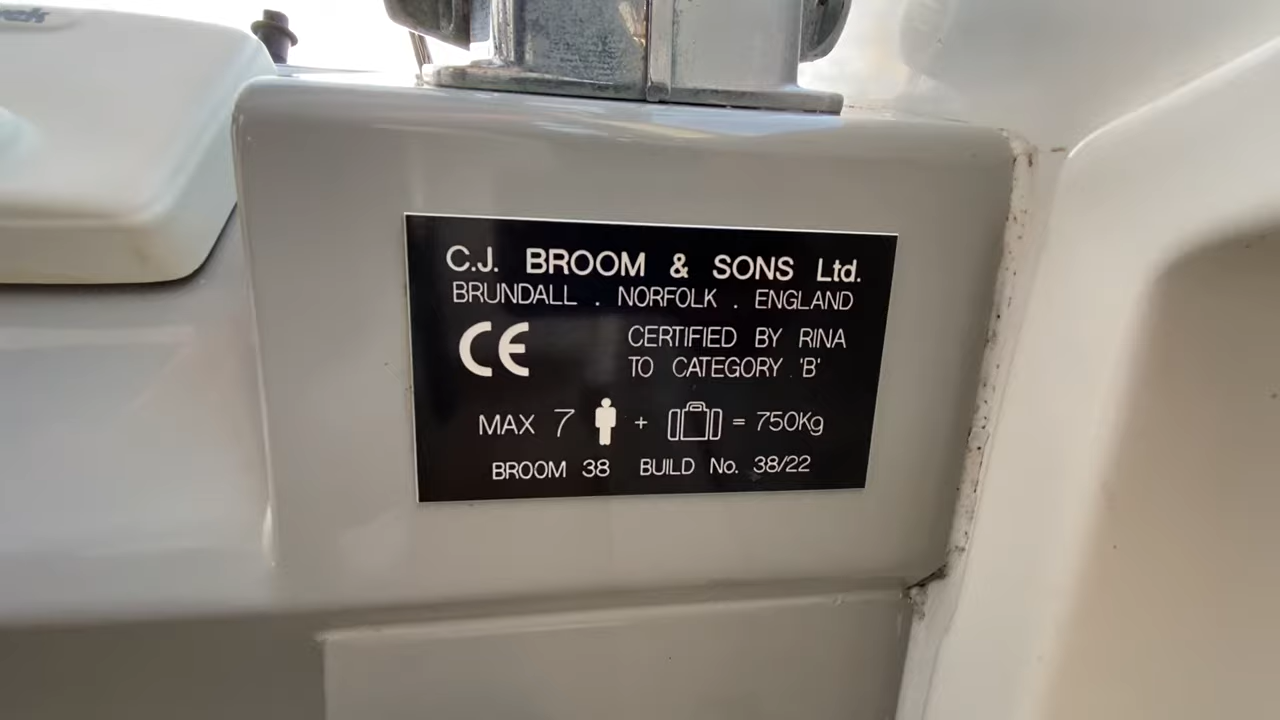 C.J. BROOM & SONS Ltd.
BRUNDALL . NORFOLK . ENGLAND
CE
CERTIFIED BY RINA
TO CATEGORY 'B'
MAX 7 + = 750Kg
BROOM 38 BUILD No. 38/22